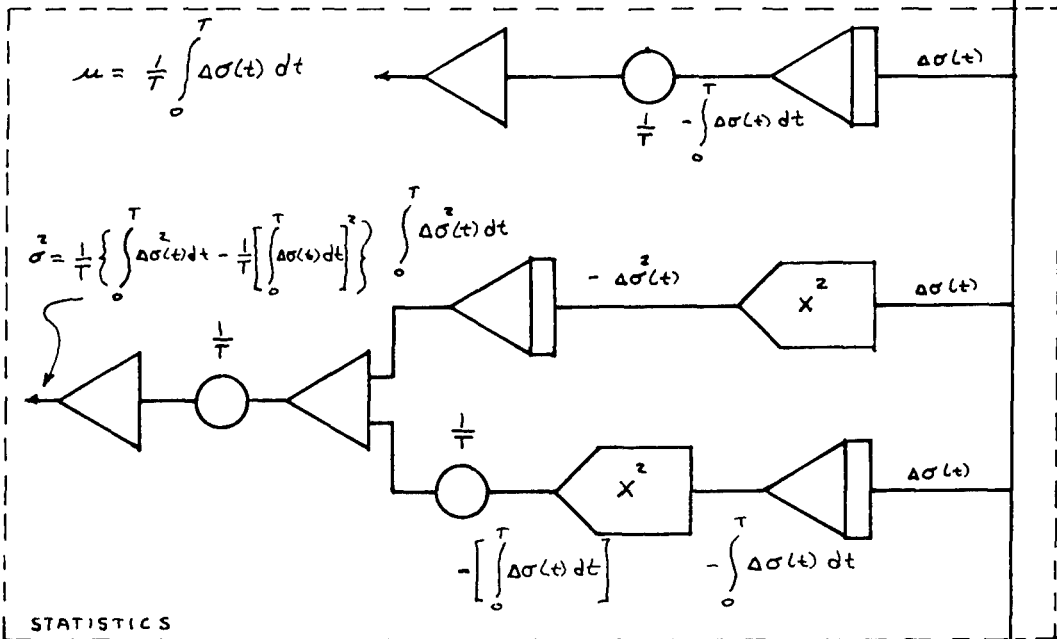 μ = 1/T ∫₀ᵀ Δσ(t) dt
Δσ(t)
1/T
- ∫₀ᵀ Δσ(t) dt
σ² = 1/T { ∫₀ᵀ Δσ²(t) dt - 1/T [ ∫₀ᵀ Δσ(t) dt ]² }
∫₀ᵀ Δσ²(t) dt
- Δσ²(t)
X²
Δσ(t)
1/T
1/T
X²
Δσ(t)
- [ ∫₀ᵀ Δσ(t) dt ]
- ∫₀ᵀ Δσ(t) dt
STATISTICS